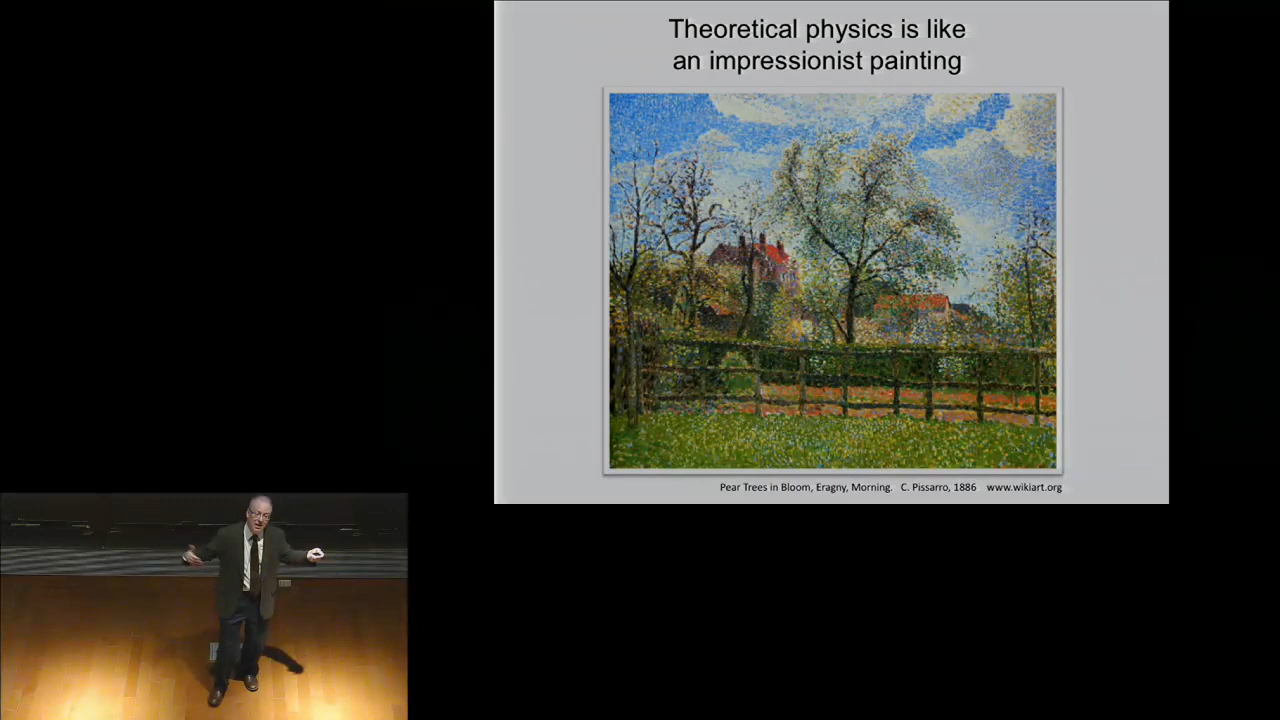 Theoretical physics is like
an impressionist painting
Pear Trees in Bloom, Eragny, Morning. C. Pissarro, 1886 www.wikiart.org